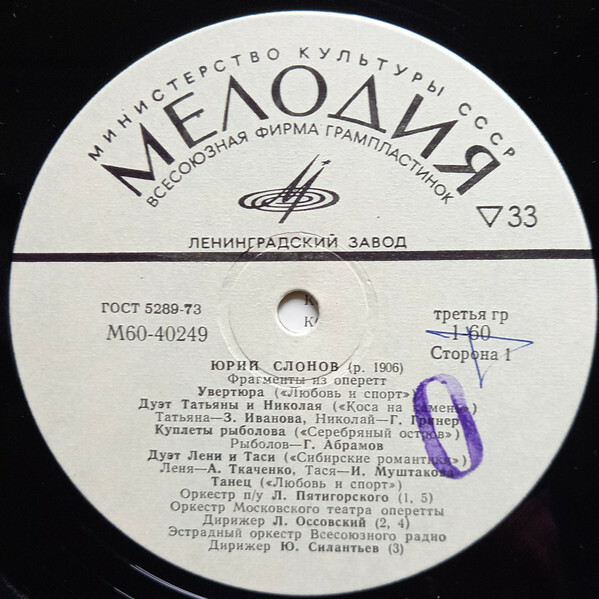 МИНИСТЕРСТВО КУЛЬТУРЫ СССР
МЕЛОДИЯ
ВСЕСОЮЗНАЯ ФИРМА ГРАМПЛАСТИНОК
▽33
ЛЕНИНГРАДСКИЙ ЗАВОД
ГОСТ 5289-73
М60-40249
третья гр
1-60
Сторона 1
ЮРИЙ СЛОНОВ (р. 1906)
Фрагменты из оперетт
Увертюра («Любовь и спорт»)
Дуэт Татьяны и Николая («Коса на камень»)
Татьяна—З. Иванова, Николай—Г. Гринер
Куплеты рыболова («Серебряный остров»)
Рыболов—Г. Абрамов
Дуэт Лени и Таси («Сибирские романтики»)
Леня—А. Ткаченко, Тася—И. Муштакова
Танец («Любовь и спорт»)
Оркестр п/у Л. Пятигорского (1, 5)
Оркестр Московского театра оперетты
Дирижер Л. Оссовский (2, 4)
Эстрадный оркестр Всесоюзного радио
Дирижер Ю. Силантьев (3)